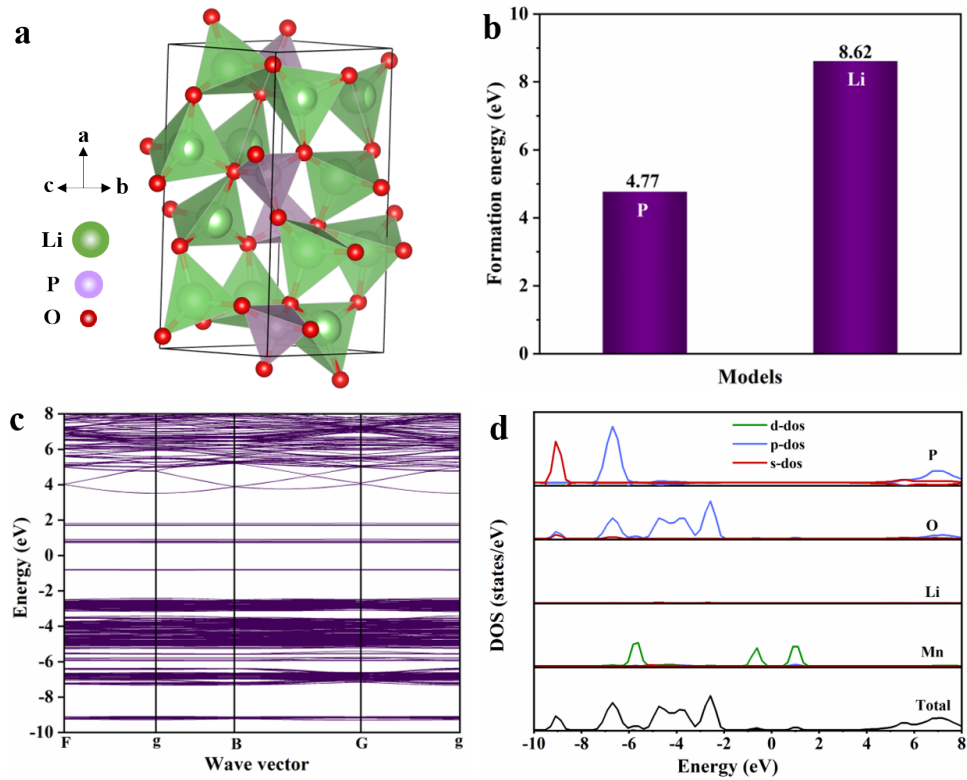 a
a
c
b
Li
P
O
b
Formation energy (eV)
10
8
6
4
2
0
4.77
P
8.62
Li
Models
c
Energy (eV)
8
6
4
2
0
-2
-4
-6
-8
-10
F
g
B
G
g
Wave vector
d
DOS (states/eV)
d-dos
p-dos
s-dos
P
O
Li
Mn
Total
-10
-8
-6
-4
-2
0
2
4
6
8
Energy (eV)